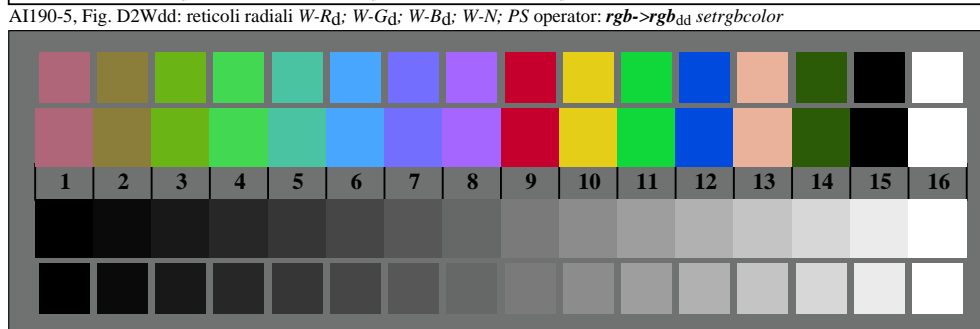 AI190-5, Fig. D2Wdd: reticoli radiali W-Rd; W-Gd; W-Bd; W-N; PS operator: rgb->rgbdd setrgbcolor
1 2 3 4 5 6 7 8 9 10 11 12 13 14 15 16